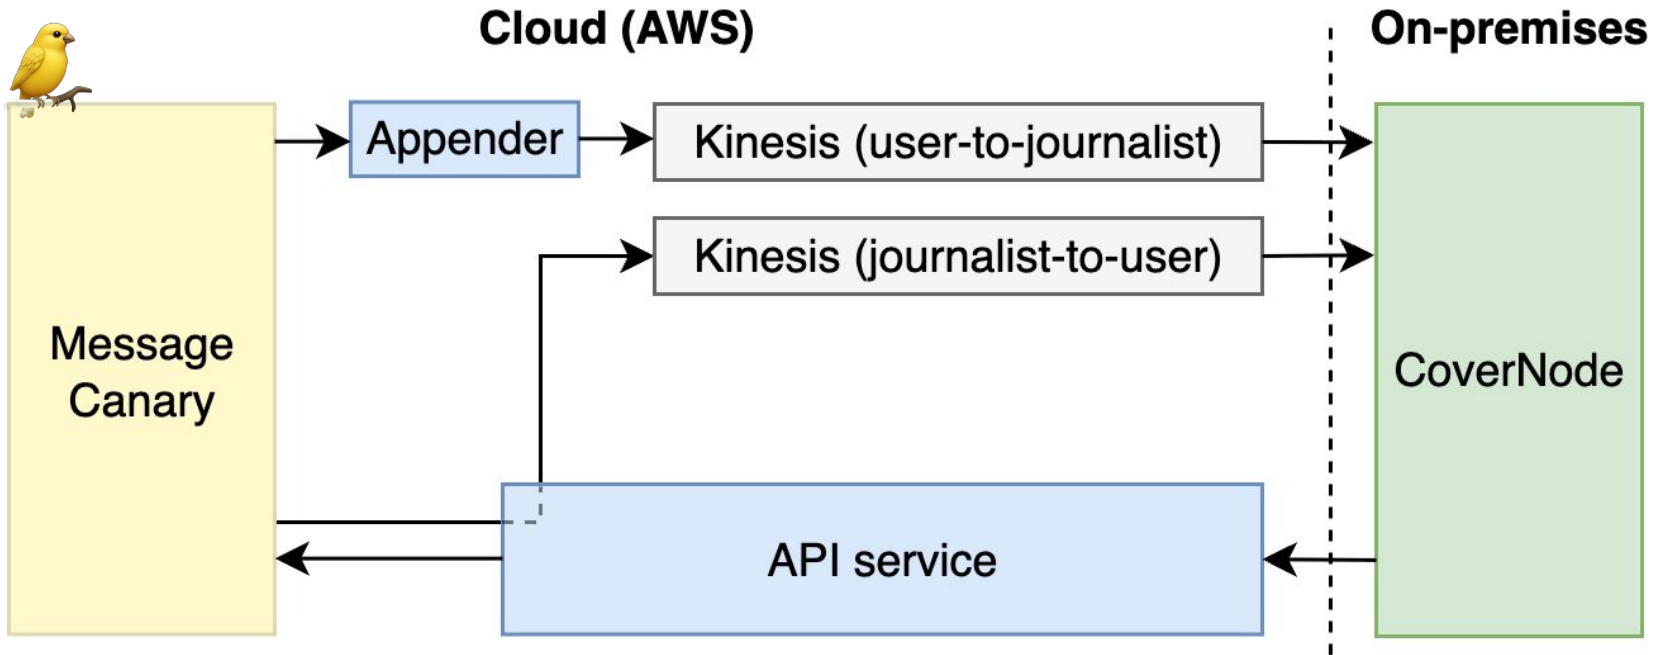 Cloud (AWS)
On-premises
Appender
Kinesis (user-to-journalist)
Kinesis (journalist-to-user)
Message
Canary
CoverNode
API service